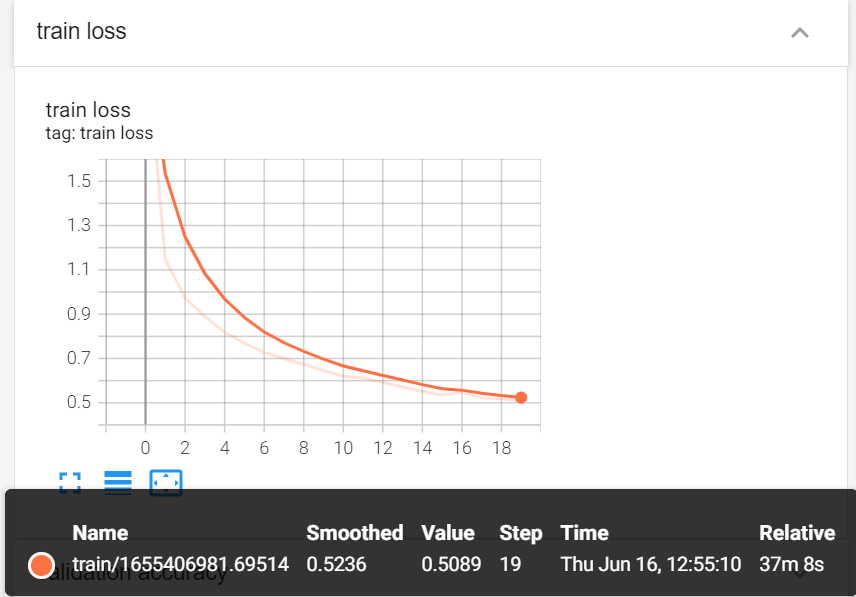 train loss
train loss
tag: train loss
1.5
1.3
1.1
0.9
0.7
0.5
0 2 4 6 8 10 12 14 16 18
Name Smoothed Value Step Time Relative
train/1655406981.69514 0.5236 0.5089 19 Thu Jun 16, 12:55:10 37m 8s
validation accuracy